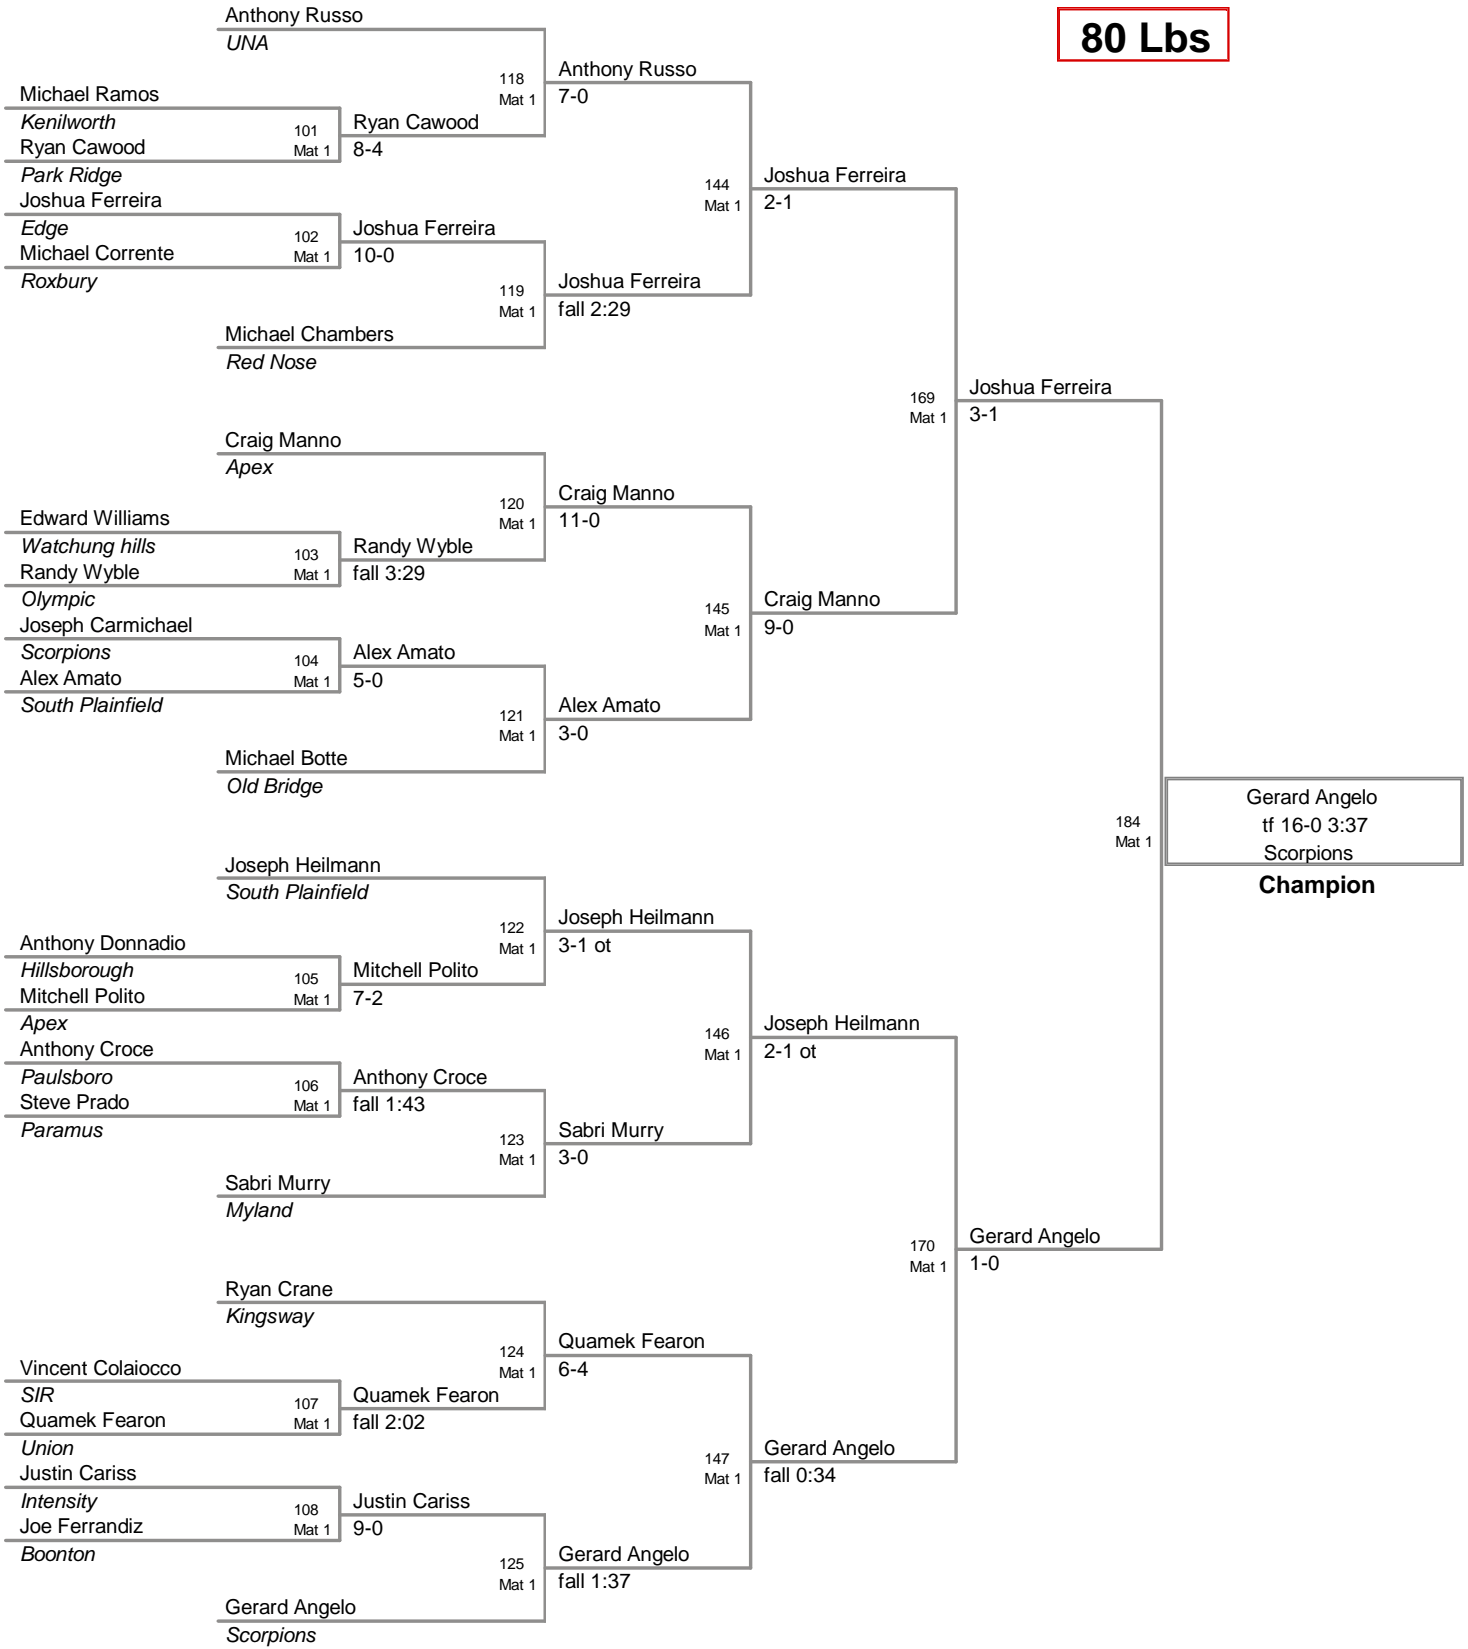 Anthony Russo
UNA
80 Lbs
118
Mat 1
Anthony Russo
7-0
Michael Ramos
Kenilworth
101
Mat 1
Ryan Cawood
8-4
Ryan Cawood
Park Ridge
144
Mat 1
Joshua Ferreira
2-1
Joshua Ferreira
Edge
102
Mat 1
Joshua Ferreira
10-0
Michael Corrente
Roxbury
119
Mat 1
Joshua Ferreira
fall 2:29
Michael Chambers
Red Nose
169
Mat 1
Joshua Ferreira
3-1
Craig Manno
Apex
120
Mat 1
Craig Manno
11-0
Edward Williams
Watchung hills
103
Mat 1
Randy Wyble
fall 3:29
Randy Wyble
Olympic
145
Mat 1
Craig Manno
9-0
Joseph Carmichael
Scorpions
104
Mat 1
Alex Amato
5-0
Alex Amato
South Plainfield
121
Mat 1
Alex Amato
3-0
Michael Botte
Old Bridge
184
Mat 1
Gerard Angelo
tf 16-0 3:37
Scorpions
Champion
Joseph Heilmann
South Plainfield
122
Mat 1
Joseph Heilmann
3-1 ot
Anthony Donnadio
Hillsborough
105
Mat 1
Mitchell Polito
7-2
Mitchell Polito
Apex
146
Mat 1
Joseph Heilmann
2-1 ot
Anthony Croce
Paulsboro
106
Mat 1
Anthony Croce
fall 1:43
Steve Prado
Paramus
123
Mat 1
Sabri Murry
3-0
Sabri Murry
Myland
170
Mat 1
Gerard Angelo
1-0
Ryan Crane
Kingsway
124
Mat 1
Quamek Fearon
6-4
Vincent Colaiocco
SIR
107
Mat 1
Quamek Fearon
fall 2:02
Quamek Fearon
Union
147
Mat 1
Gerard Angelo
fall 0:34
Justin Cariss
Intensity
108
Mat 1
Justin Cariss
9-0
Joe Ferrandiz
Boonton
125
Mat 1
Gerard Angelo
fall 1:37
Gerard Angelo
Scorpions